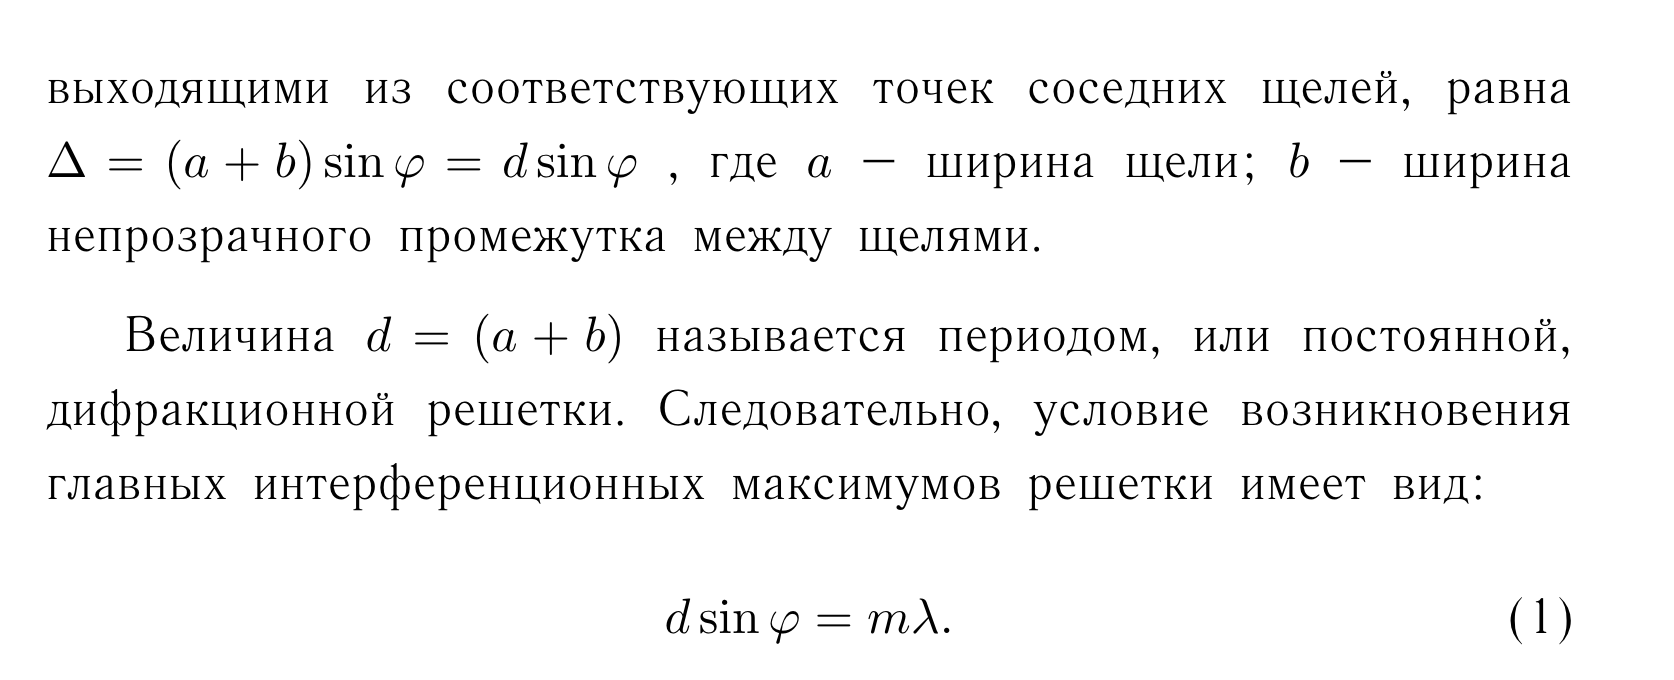 выходящими из соответствующих точек соседних щелей, равна
Δ = (a + b) sin φ = d sin φ , где a − ширина щели; b − ширина
непрозрачного промежутка между щелями.
Величина d = (a + b) называется периодом, или постоянной,
дифракционной решетки. Следовательно, условие возникновения
главных интерференционных максимумов решетки имеет вид:
d sin φ = mλ. (1)